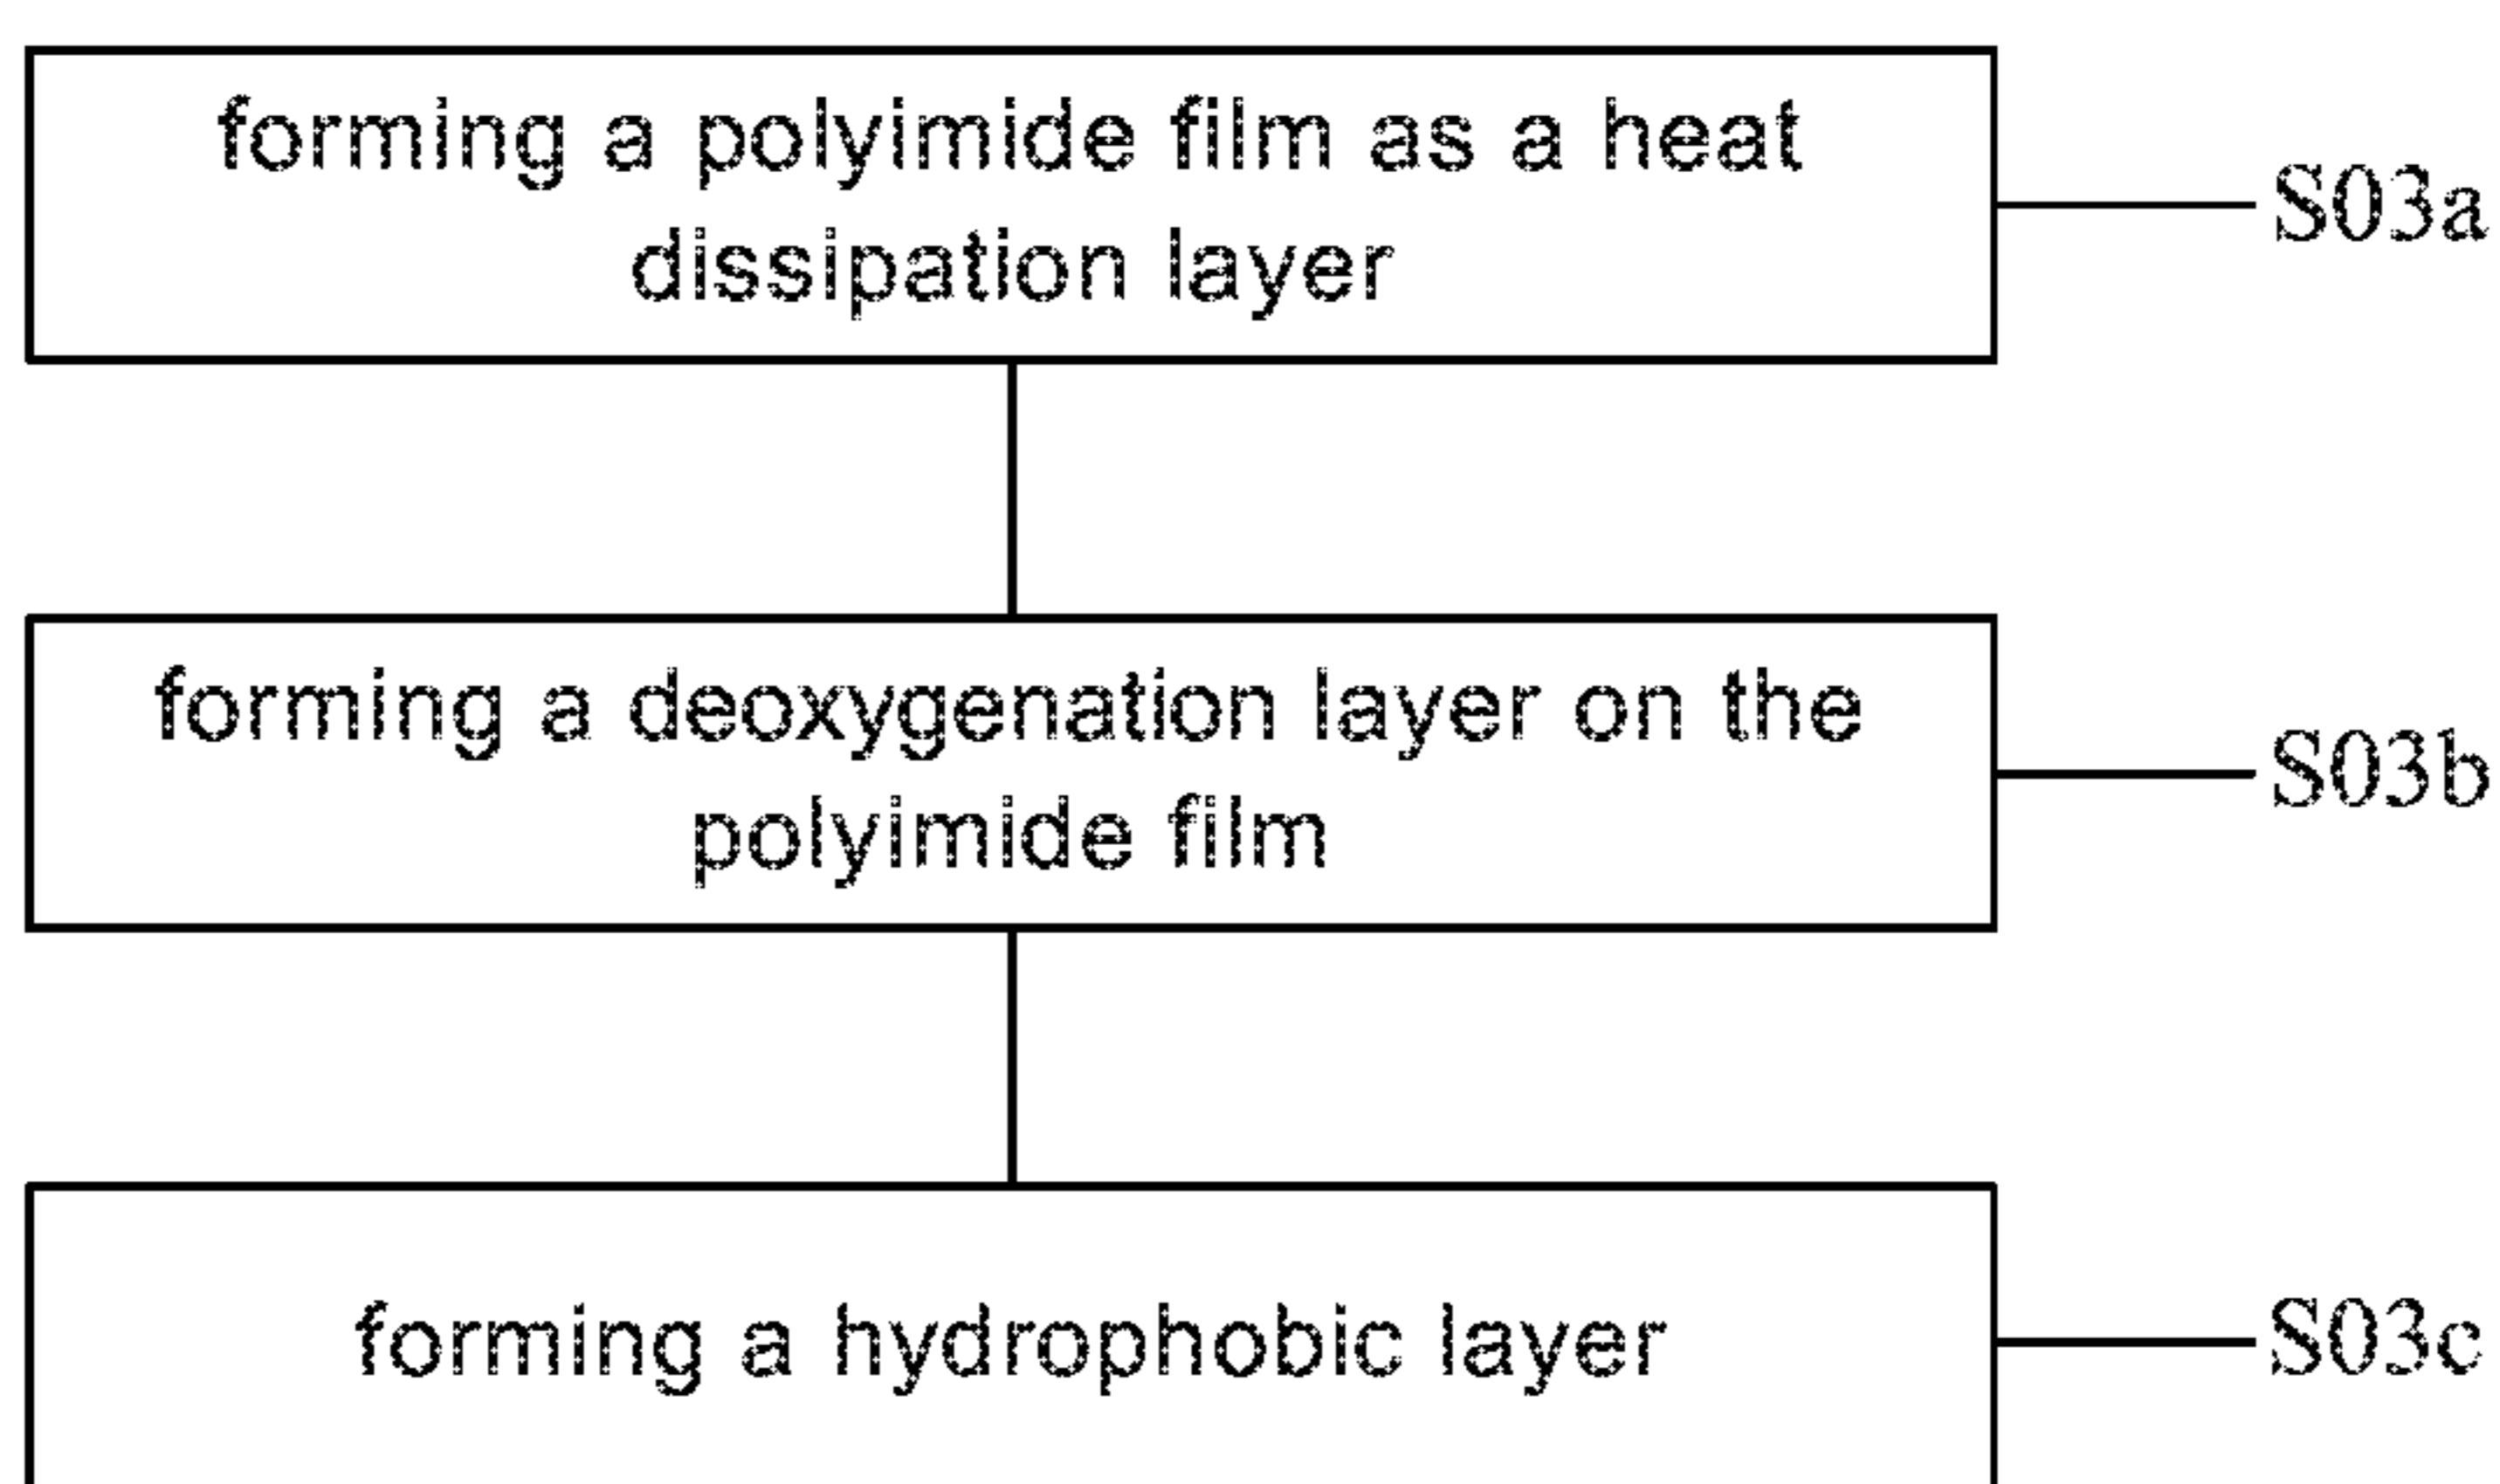 forming a polyimide film as a heat
dissipation layer
S03a
forming a deoxygenation layer on the
polyimide film
S03b
forming a hydrophobic layer
S03c